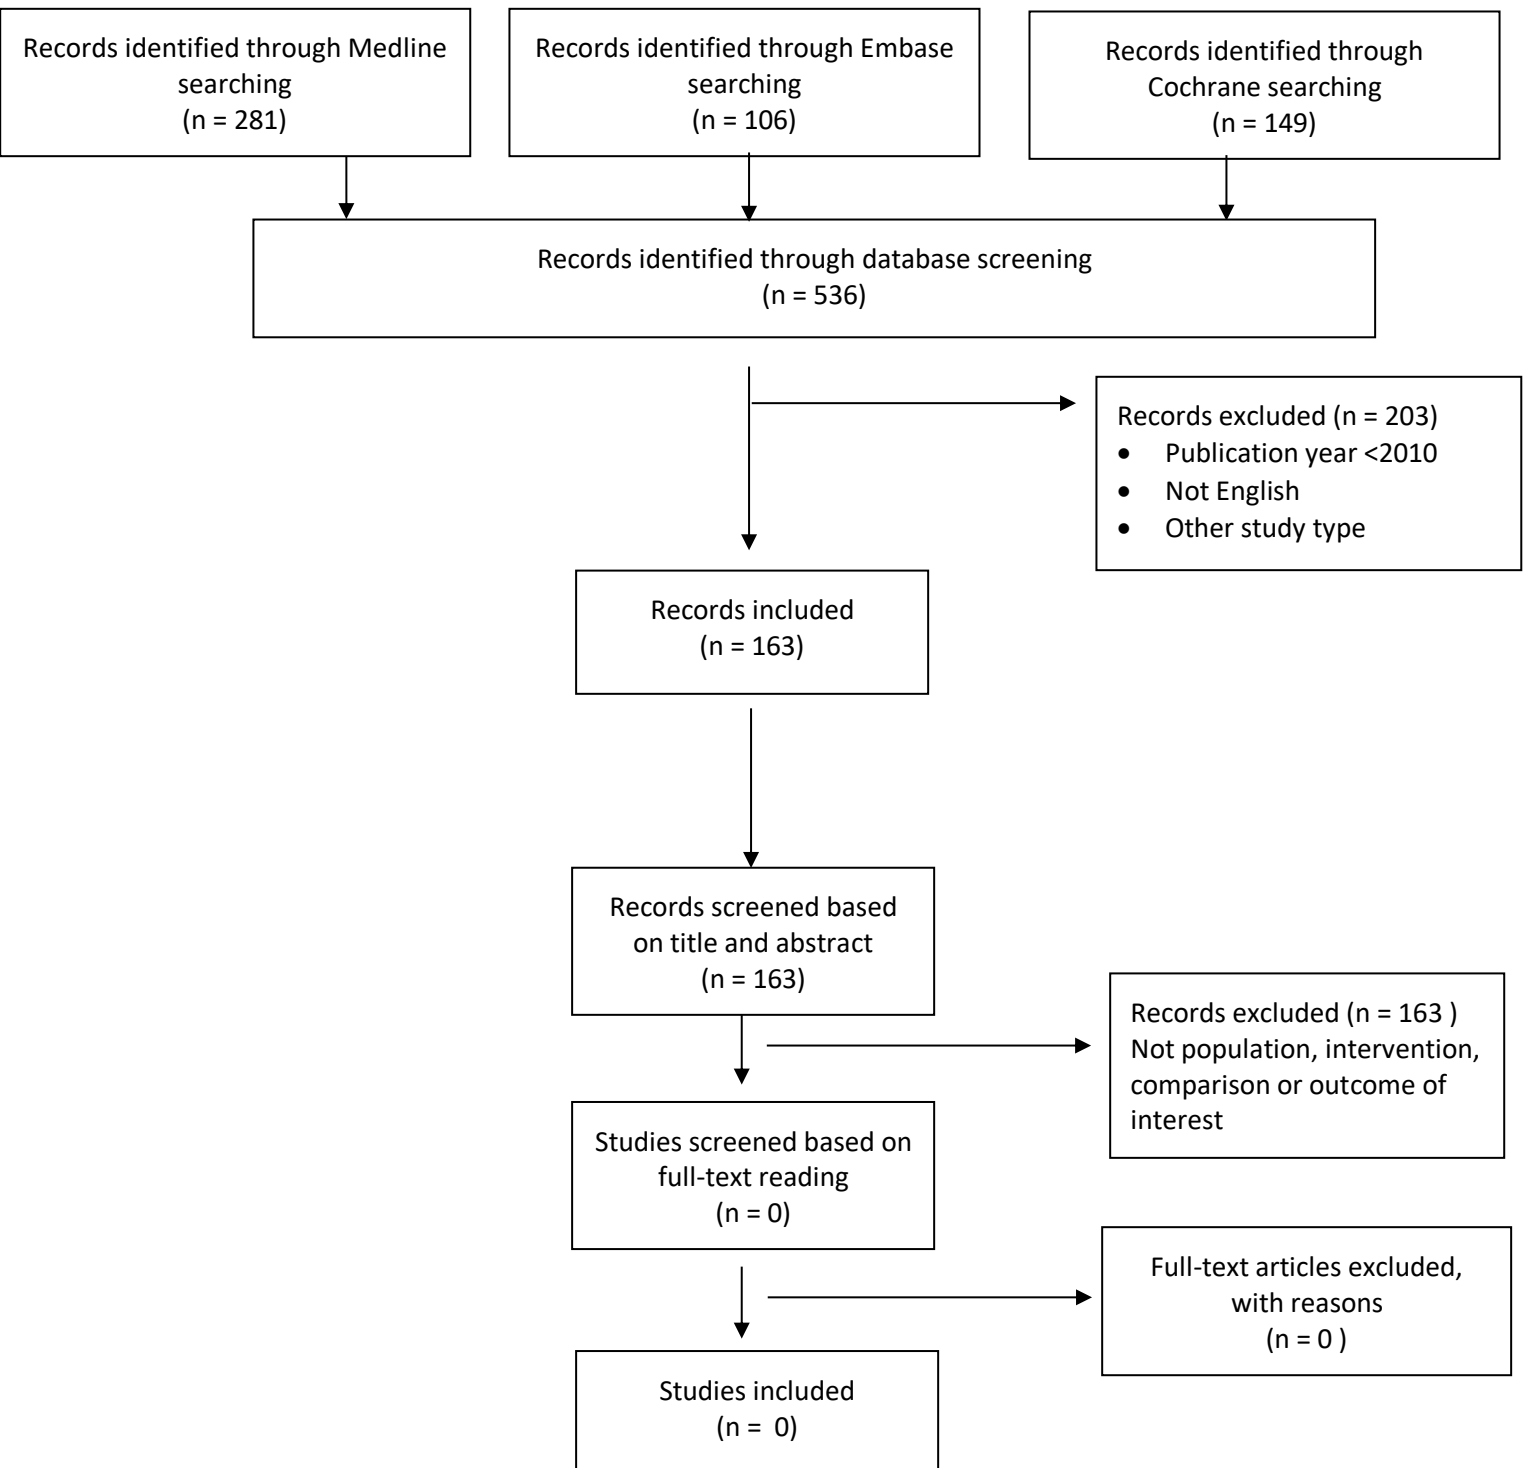 Records identified through Medline
searching
(n = 281)
Records identified through Embase
searching
(n = 106)
Records identified through
Cochrane searching
(n = 149)
Records identified through database screening
(n = 536)
Records excluded (n = 203)
• Publication year <2010
• Not English
• Other study type
Records included
(n = 163)
Records screened based
on title and abstract
(n = 163)
Records excluded (n = 163 )
Not population, intervention,
comparison or outcome of
interest
Studies screened based on
full-text reading
(n = 0)
Full-text articles excluded,
with reasons
(n = 0 )
Studies included
(n =  0)